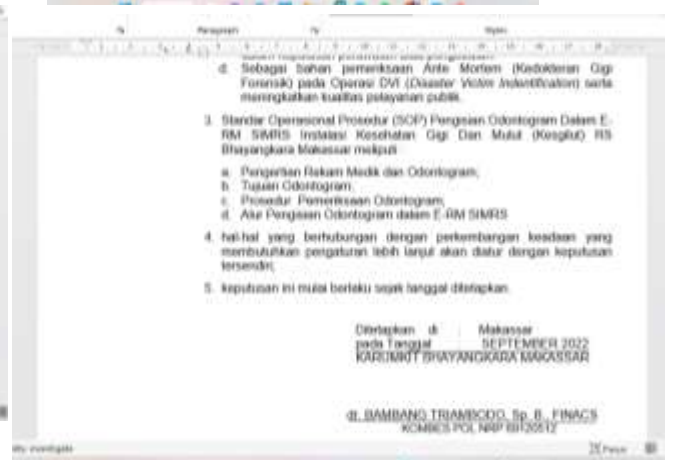 Paragraph
Styles
d. Sebagai bahan pemeriksaan Ante Mortem (Kedokteran Gigi
Forensik) pada Operasi DVI (Disaster Victim Indentification) serta
meningkatkan kualitas pelayanan publik.
3. Standar Operasional Prosedur (SOP) Pengisian Odontogram Dalam E-
RM SIMRS Instalasi Kesehatan Gigi Dan Mulut (Kesgilut) RS
Bhayangkara Makassar meliputi :
a. Pengertian Rekam Medik dan Odontogram;
b. Tujuan Odontogram;
c. Prosedur Pemeriksaan Odontogram;
d. Alur Pengisian Odontogram dalam E-RM SIMRS
4. hal-hal yang berhubungan dengan perkembangan keadaan yang
membutuhkan pengaturan lebih lanjut akan diatur dengan keputusan
tersendiri;
5. keputusan ini mulai berlaku sejak tanggal ditetapkan.
Ditetapkan di : Makassar
pada Tanggal SEPTEMBER 2022
KARUMKIT BHAYANGKARA MAKASSAR
dr. BAMBANG TRIAMBODO, Sp. B., FINACS
KOMBES POL NRP 69120512
investigate
Focus